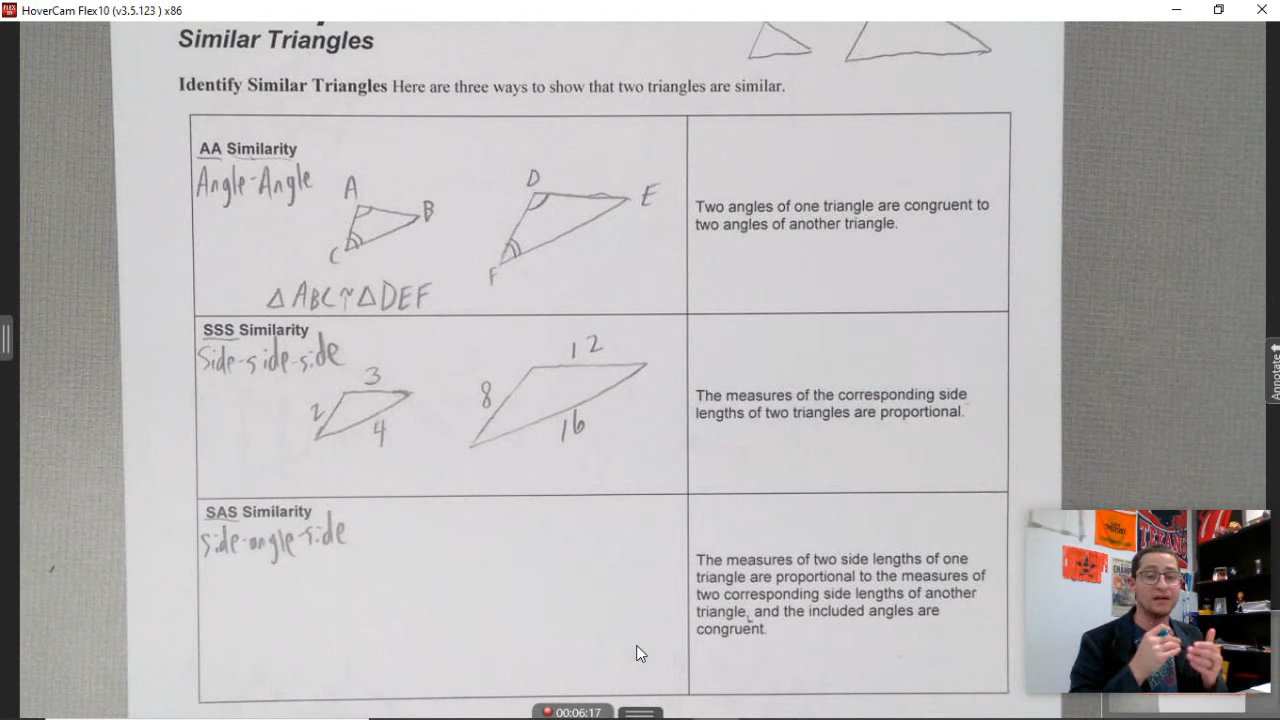 HoverCam Flex10 (v3.5.123) x86
Similar Triangles
Identify Similar Triangles Here are three ways to show that two triangles are similar.
AA Similarity
Angle-Angle
A
B
C
D
E
F
△ABC~△DEF
Two angles of one triangle are congruent to
two angles of another triangle.
SSS Similarity
Side-side-side
3
2
4
12
8
16
The measures of the corresponding side
lengths of two triangles are proportional.
SAS Similarity
side-angle-side
The measures of two side lengths of one
triangle are proportional to the measures of
two corresponding side lengths of another
triangle, and the included angles are
congruent.
TEXANS
Annotate
00:06:17